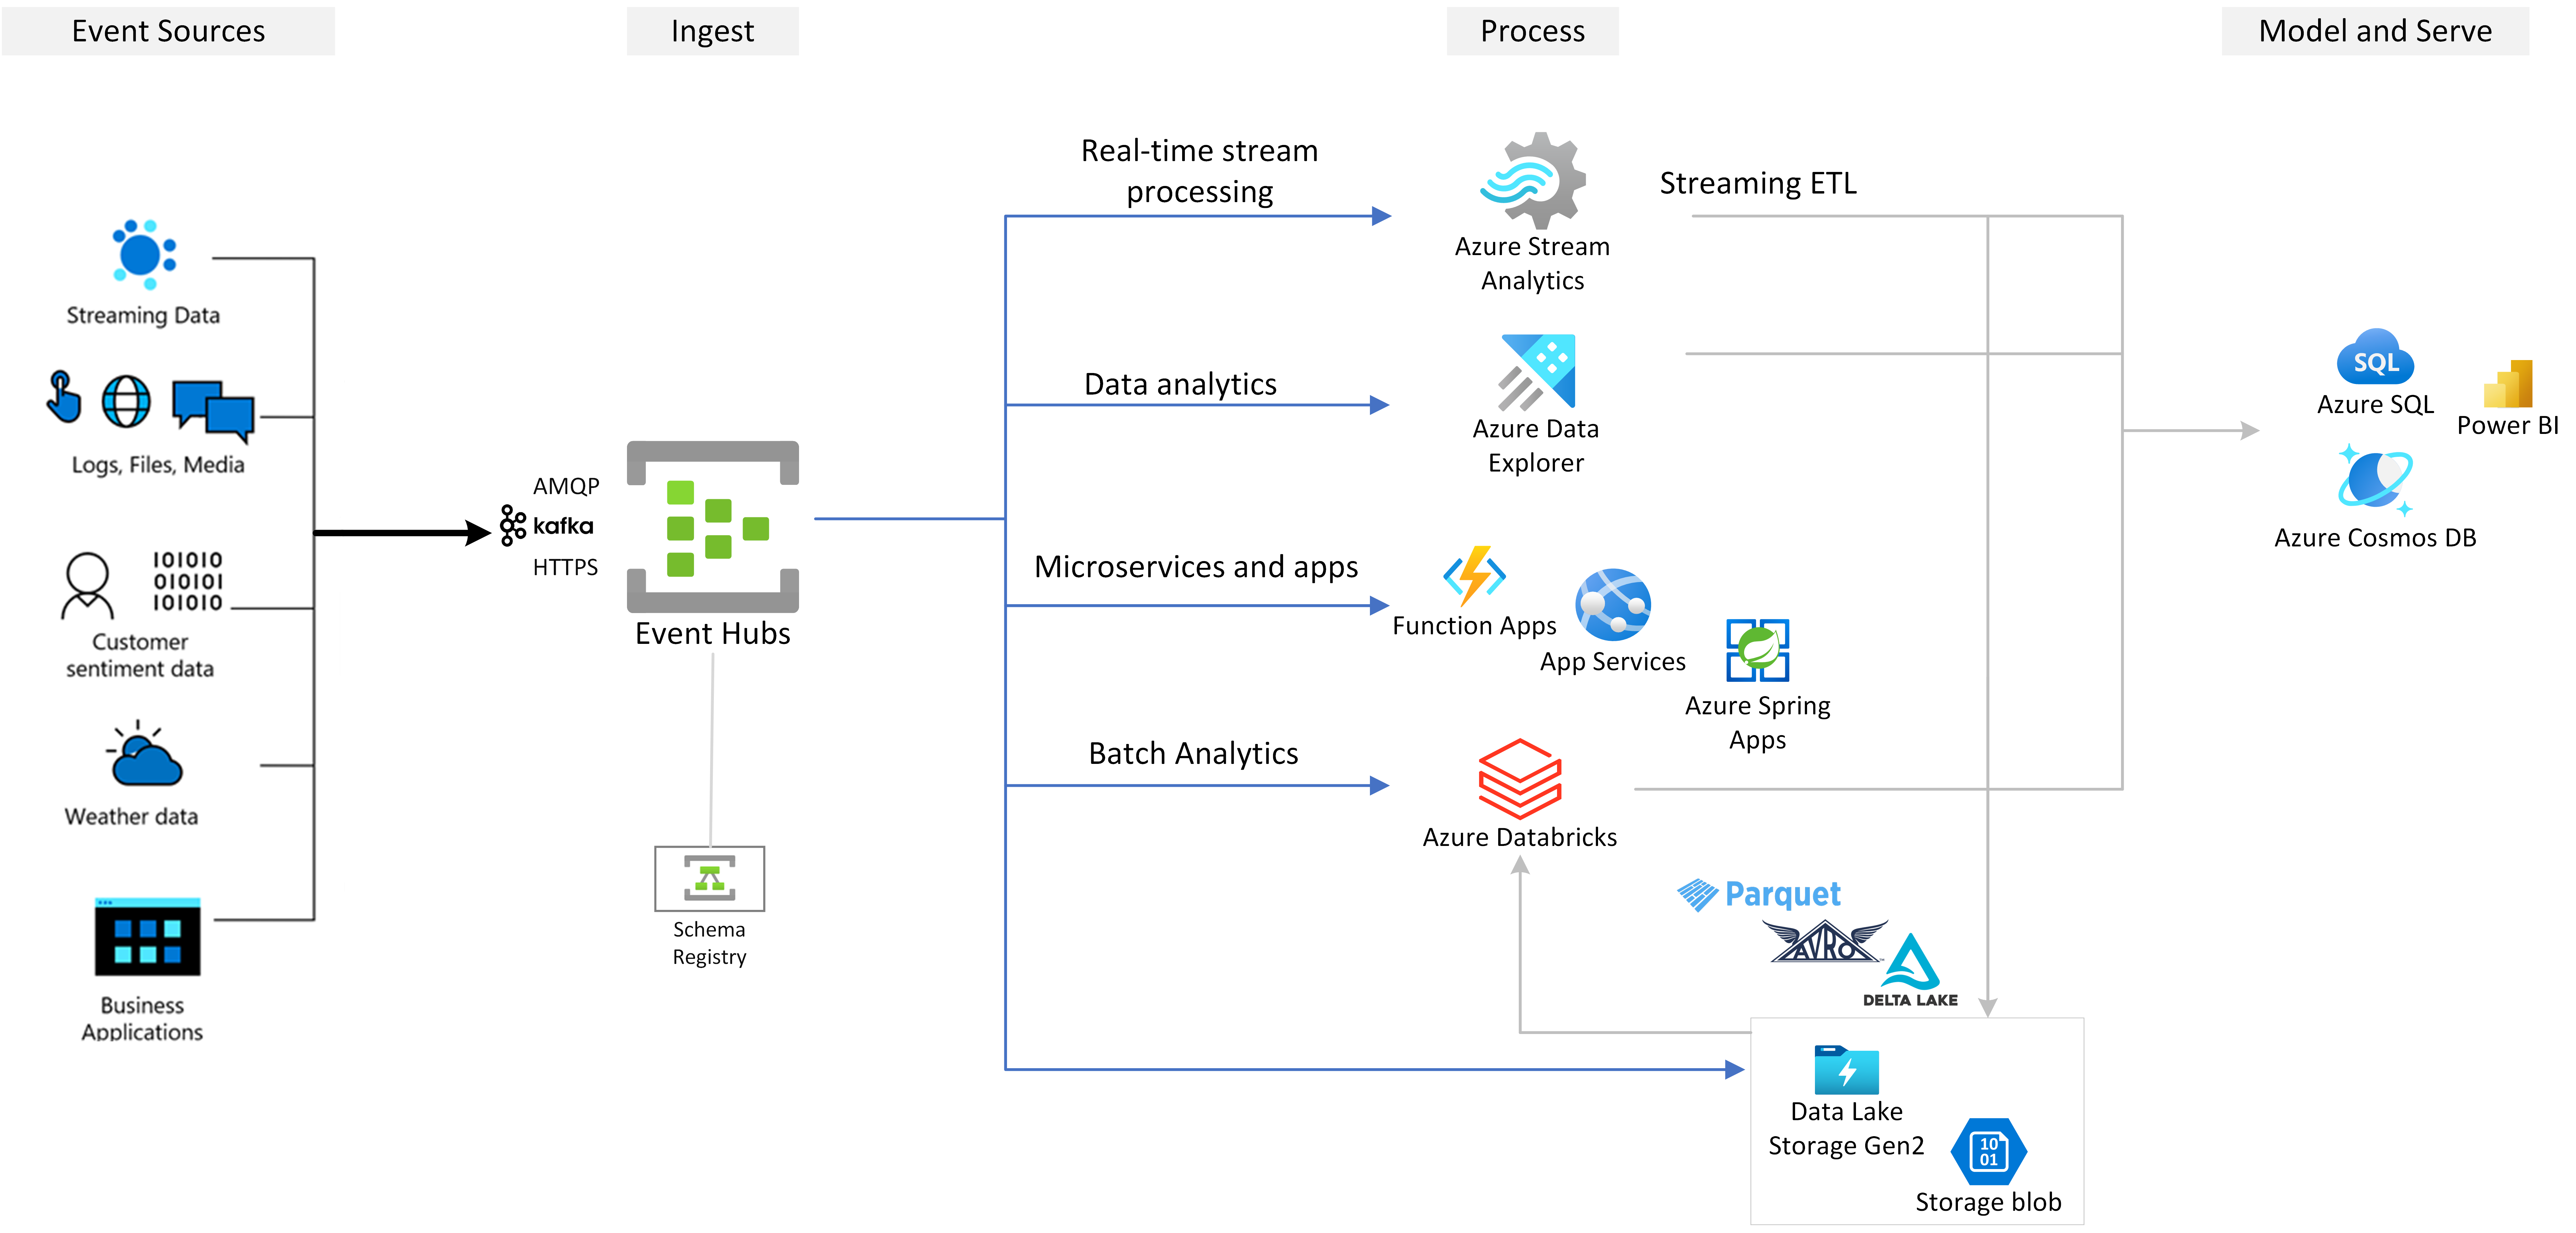 Event Sources
Ingest
Process
Model and Serve
Streaming Data
Logs, Files, Media
101010
010101
101010
Customer
sentiment data
Weather data
Business
Applications
AMQP
kafka
HTTPS
Event Hubs
Schema
Registry
Real-time stream
processing
Data analytics
Microservices and apps
Batch Analytics
Azure Stream
Analytics
Streaming ETL
Azure Data
Explorer
Function Apps
App Services
Azure Spring
Apps
Azure Databricks
Parquet
AVRO
DELTA LAKE
Data Lake
Storage Gen2
10
01
Storage blob
SQL
Azure SQL
Power BI
Azure Cosmos DB